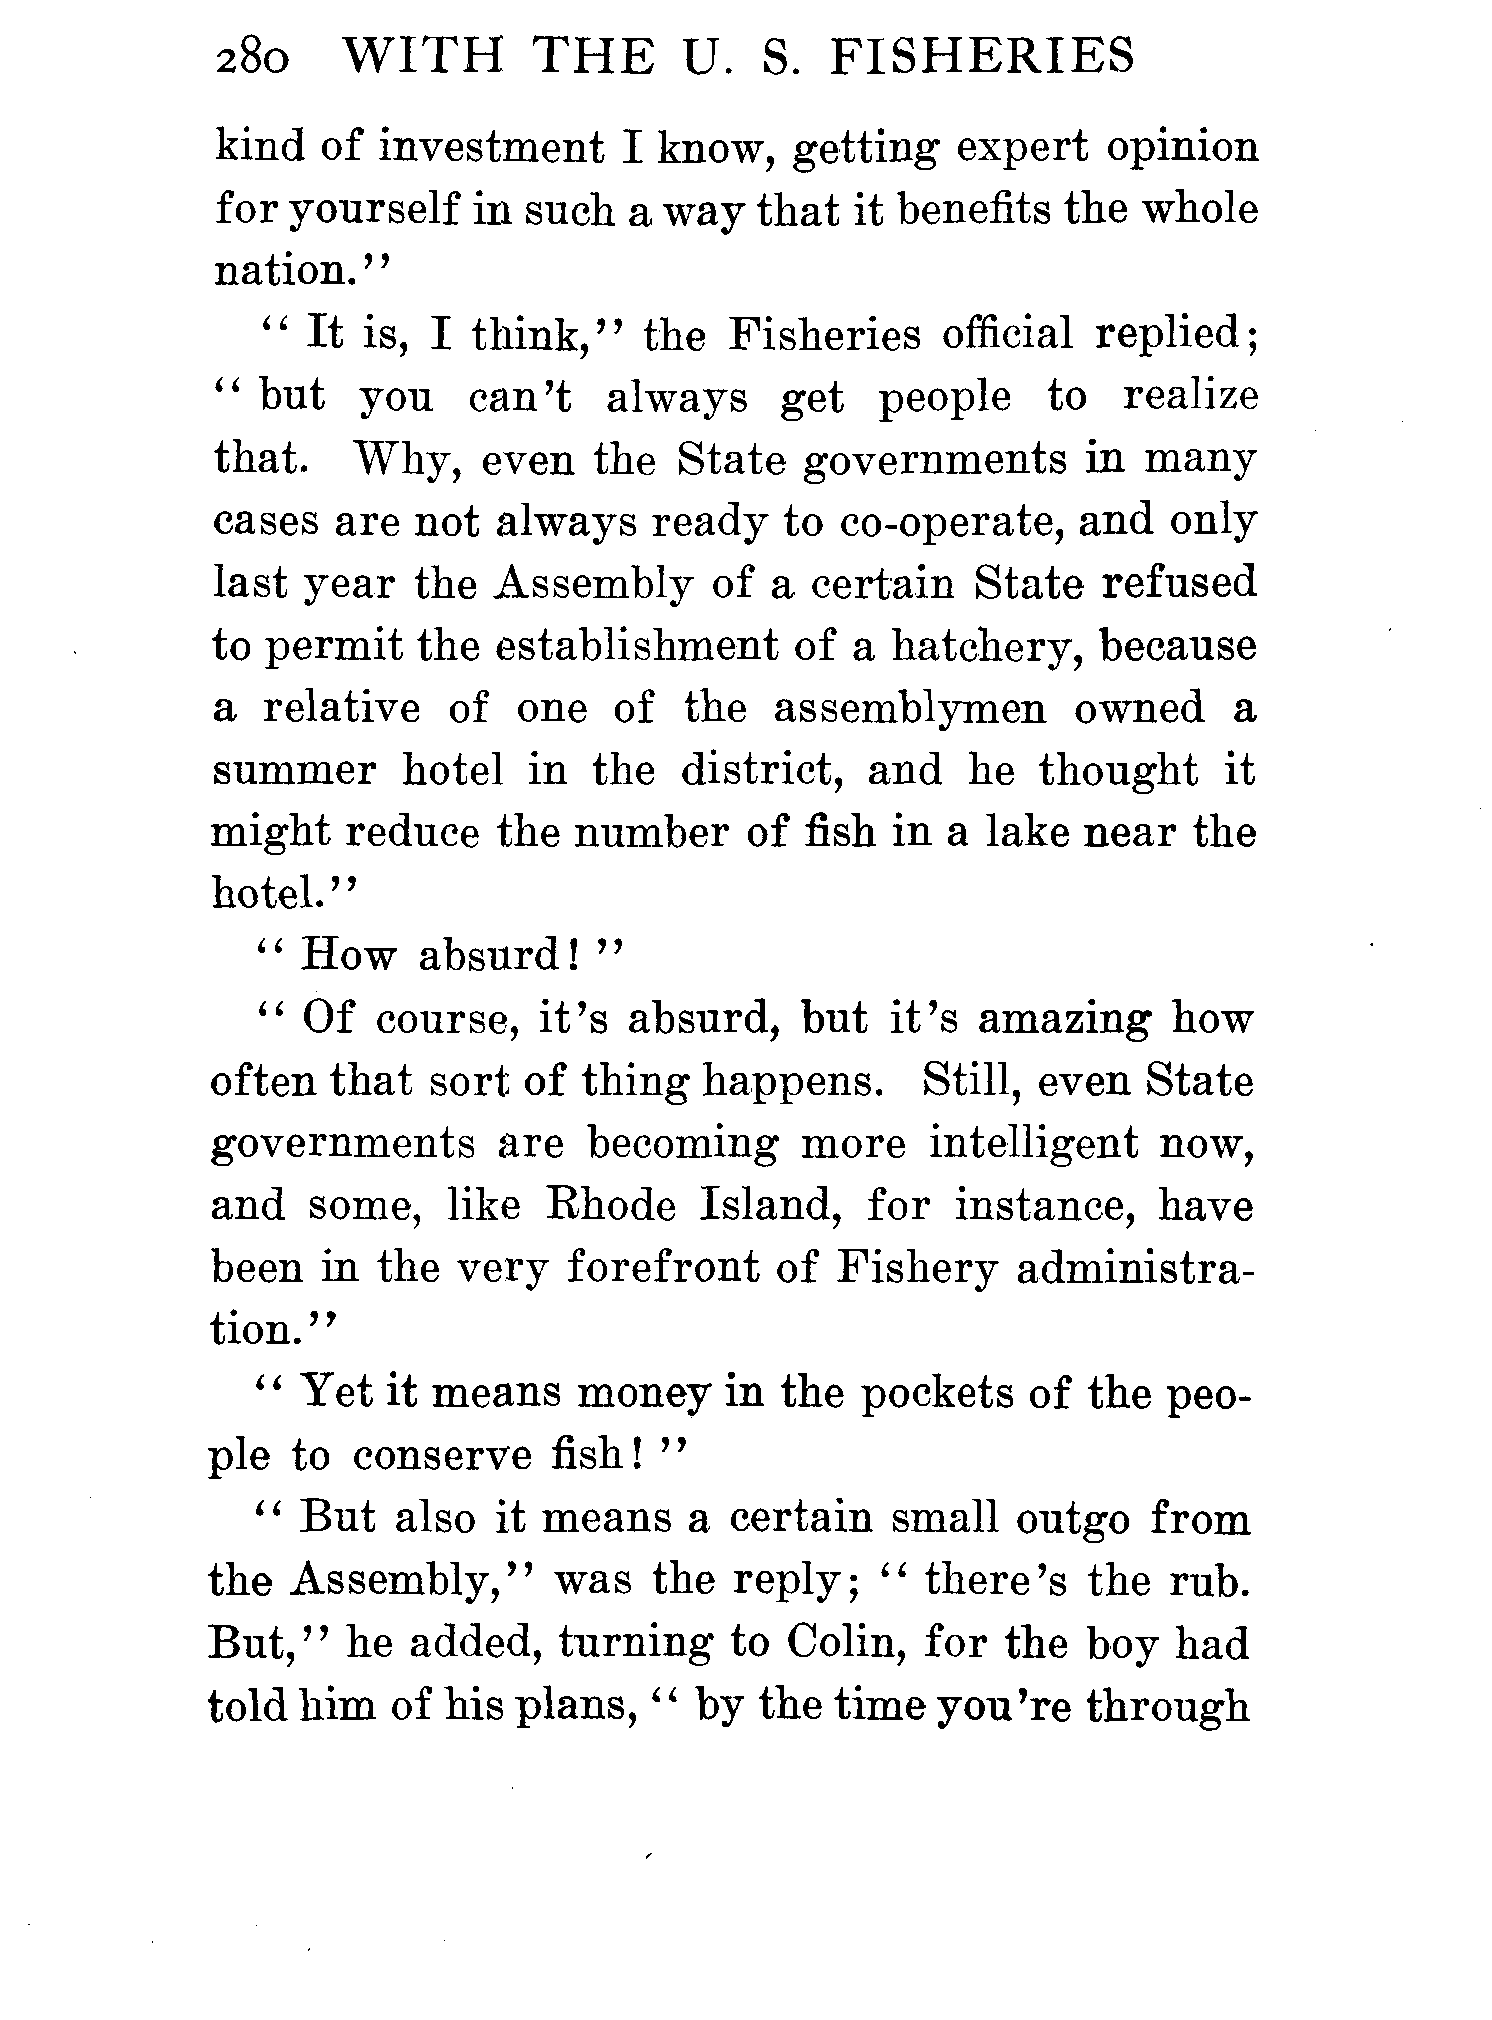 280 WITH THE U. S. FISHERIES
kind of investment I know, getting expert opinion
for yourself in such a way that it benefits the whole
nation.''
“ It is, I think,” the Fisheries official replied;
“ but you can't always get people to realize
that. Why, even the State governments in many
cases are not always ready to co-operate, and only
last year the Assembly of a certain State refused
to permit the establishment of a hatchery, because
a relative of one of the assemblymen owned a
summer hotel in the district, and he thought it
might reduce the number of fish in a lake near the
hotel.”
“ How absurd! ”
“ Of course, it's absurd, but it's amazing how
often that sort of thing happens. Still, even State
governments are becoming more intelligent now,
and some, like Rhode Island, for instance, have
been in the very forefront of Fishery administra-
tion.”
“ Yet it means money in the pockets of the peo-
ple to conserve fish! ”
“ But also it means a certain small outgo from
the Assembly,” was the reply; “ there's the rub.
But,” he added, turning to Colin, for the boy had
told him of his plans, “ by the time you're through